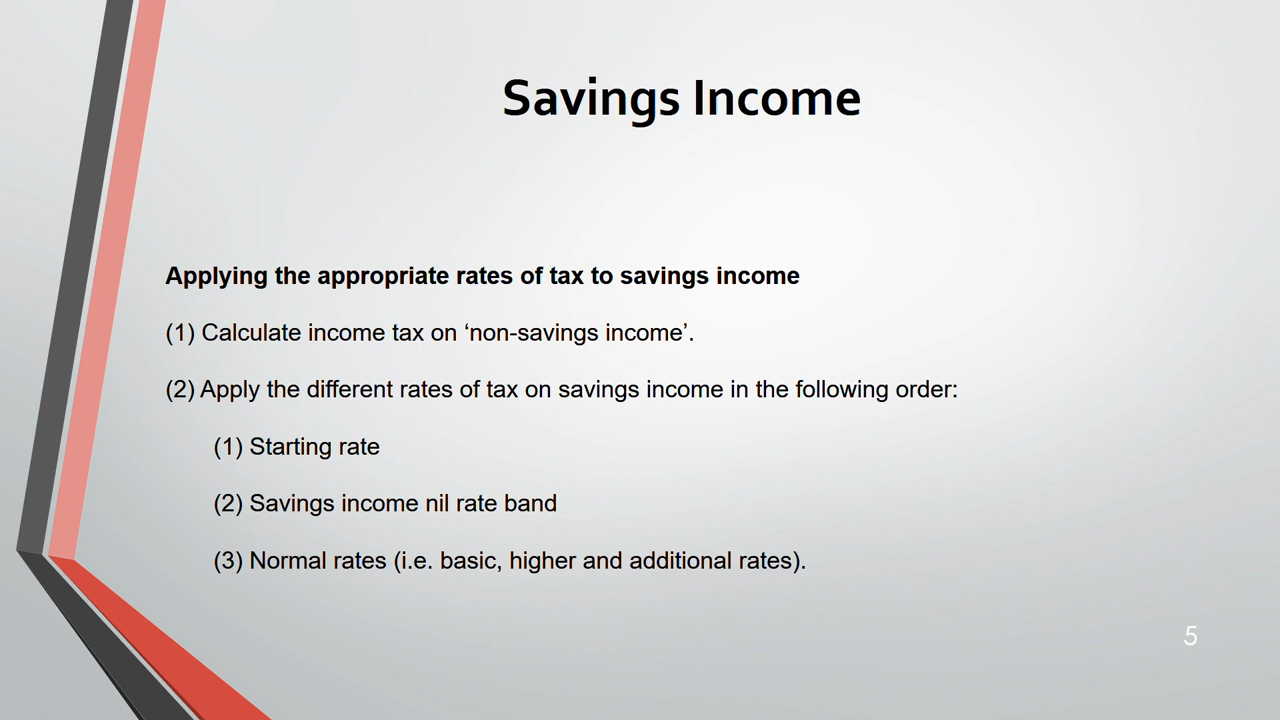 Savings Income
Applying the appropriate rates of tax to savings income
(1) Calculate income tax on ‘non-savings income’.
(2) Apply the different rates of tax on savings income in the following order:
(1) Starting rate
(2) Savings income nil rate band
(3) Normal rates (i.e. basic, higher and additional rates).
5